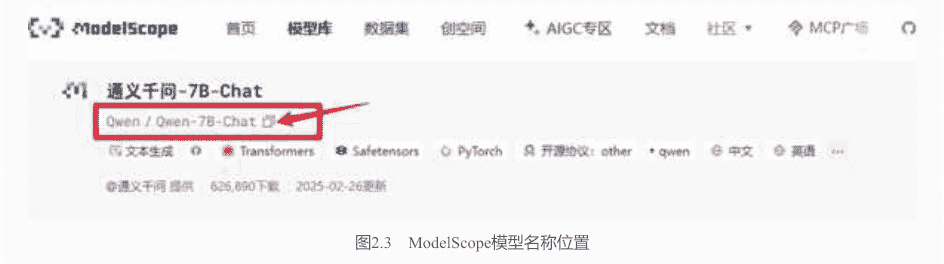 ModelScope 首页 模型库 数据集 创空间 AIGC专区 文档 社区 MCP广场
通义千问-7B-Chat
Qwen / Qwen-7B-Chat
文本生成 Transformers Safetensors PyTorch 开源协议: other qwen 中文 英语 ...
@通义千问 提供 626,890下载 2025-02-26更新
图2.3 ModelScope模型名称位置